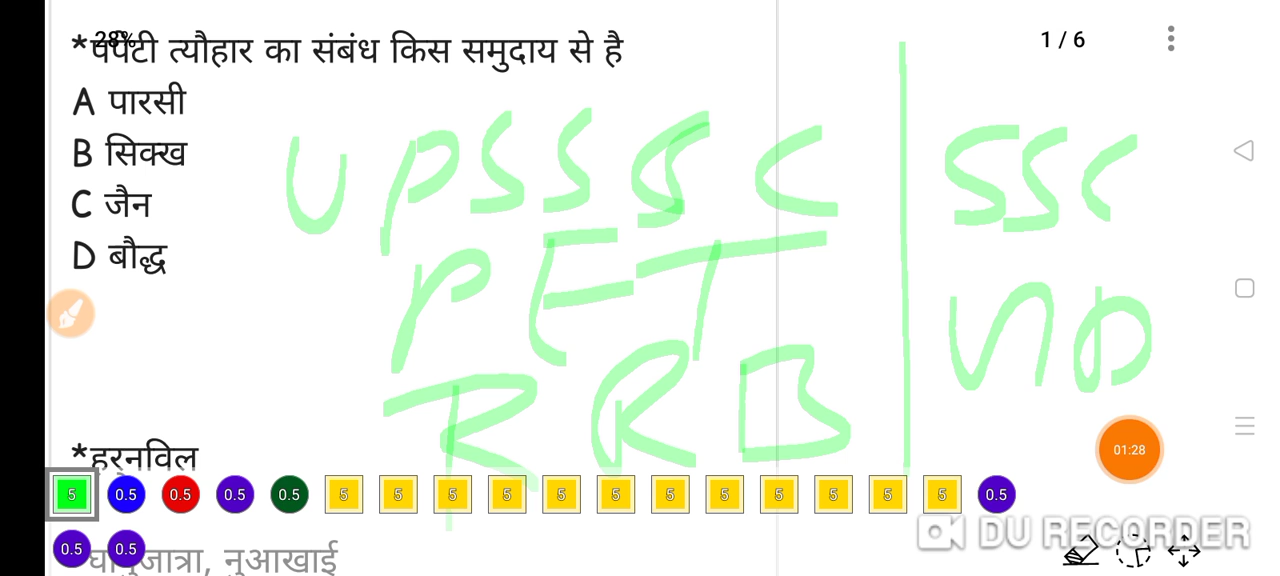 28%
*पपेटी त्यौहार का संबंध किस समुदाय से है
1 / 6
A पारसी
B सिक्ख
C जैन
D बौद्ध
UPSSSC
SSC
PET
RRB
*हरनविल
01:28
5 0.5 0.5 0.5 0.5 5 5 5 5 5 5 5 5 5 5 5 5 0.5
0.5 0.5
नुआखाई
DU RECORDER